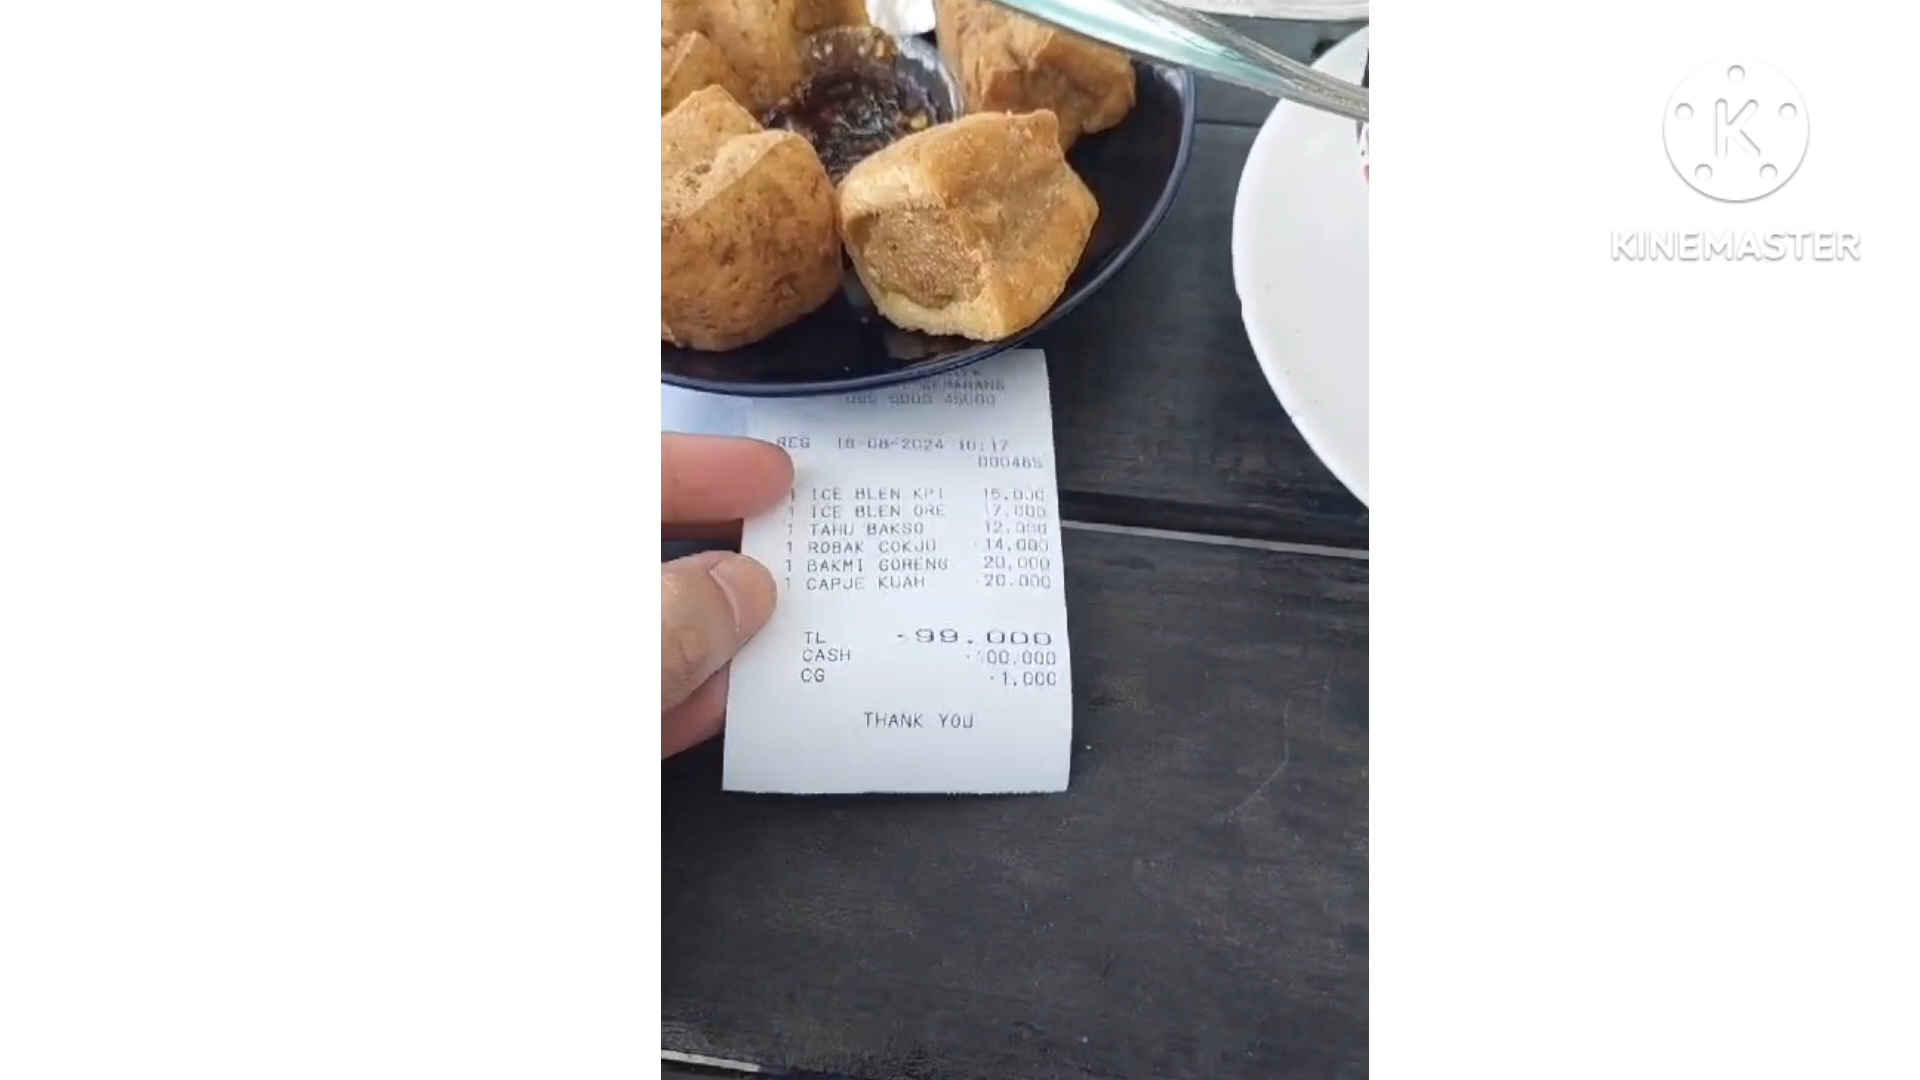 KINEMASTER
SEMARANG
REG 18-08-2024 10:17
000465
1 ICE BLEN KPI 16.000
1 ICE BLEN ORE 17.000
1 TAHU BAKSO 12.000
1 ROBAK COKJU ·14.000
1 BAKMI GORENG 20.000
1 CAPJE KUAH ·20.000
TL ·99.000
CASH ·100.000
CG ·1.000
THANK YOU